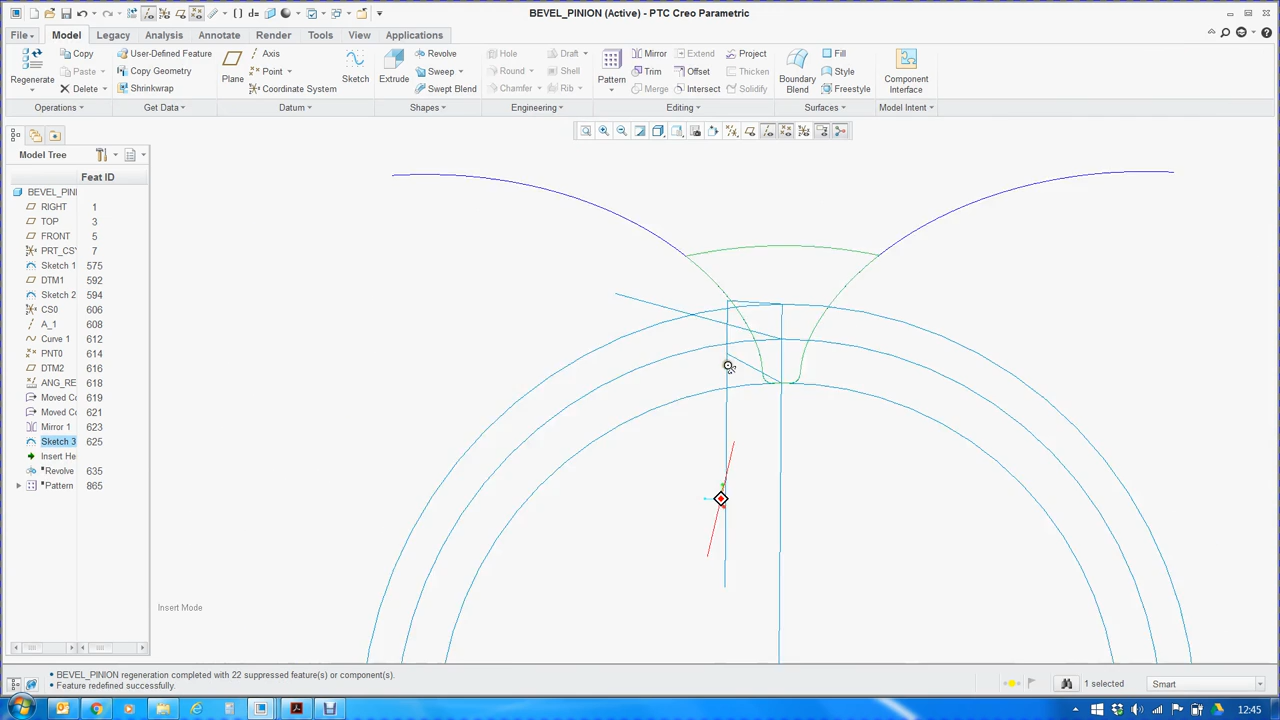 BEVEL_PINION (Active) - PTC Creo Parametric
File Model Legacy Analysis Annotate Render Tools View Applications
Regenerate
Copy
Paste
Delete
Operations
User-Defined Feature
Copy Geometry
Shrinkwrap
Get Data
Plane
Axis
Point
Coordinate System
Sketch
Datum
Extrude
Revolve
Sweep
Swept Blend
Shapes
Hole
Round
Chamfer
Draft
Shell
Rib
Engineering
Pattern
Mirror
Trim
Merge
Extend
Offset
Intersect
Project
Thicken
Solidify
Editing
Boundary
Blend
Fill
Style
Freestyle
Surfaces
Component
Interface
Model Intent
Model Tree
Feat ID
BEVEL_PINI
RIGHT 1
TOP 3
FRONT 5
PRT_CSY 7
Sketch 1 575
DTM1 592
Sketch 2 594
CS0 606
A_1 608
Curve 1 612
PNT0 614
DTM2 616
ANG_RE 618
Moved Co 619
Moved Co 621
Mirror 1 623
Sketch 3 625
Insert He
*Revolve 635
*Pattern 865
Insert Mode
• BEVEL_PINION regeneration completed with 22 suppressed feature(s) or component(s).
• Feature redefined successfully.
1 selected
Smart
12:45